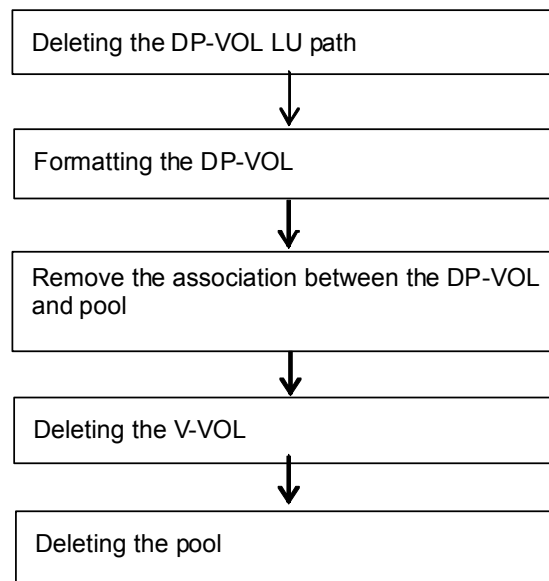 Deleting the DP-VOL LU path
Formatting the DP-VOL
Remove the association between the DP-VOL
and pool
Deleting the V-VOL
Deleting the pool